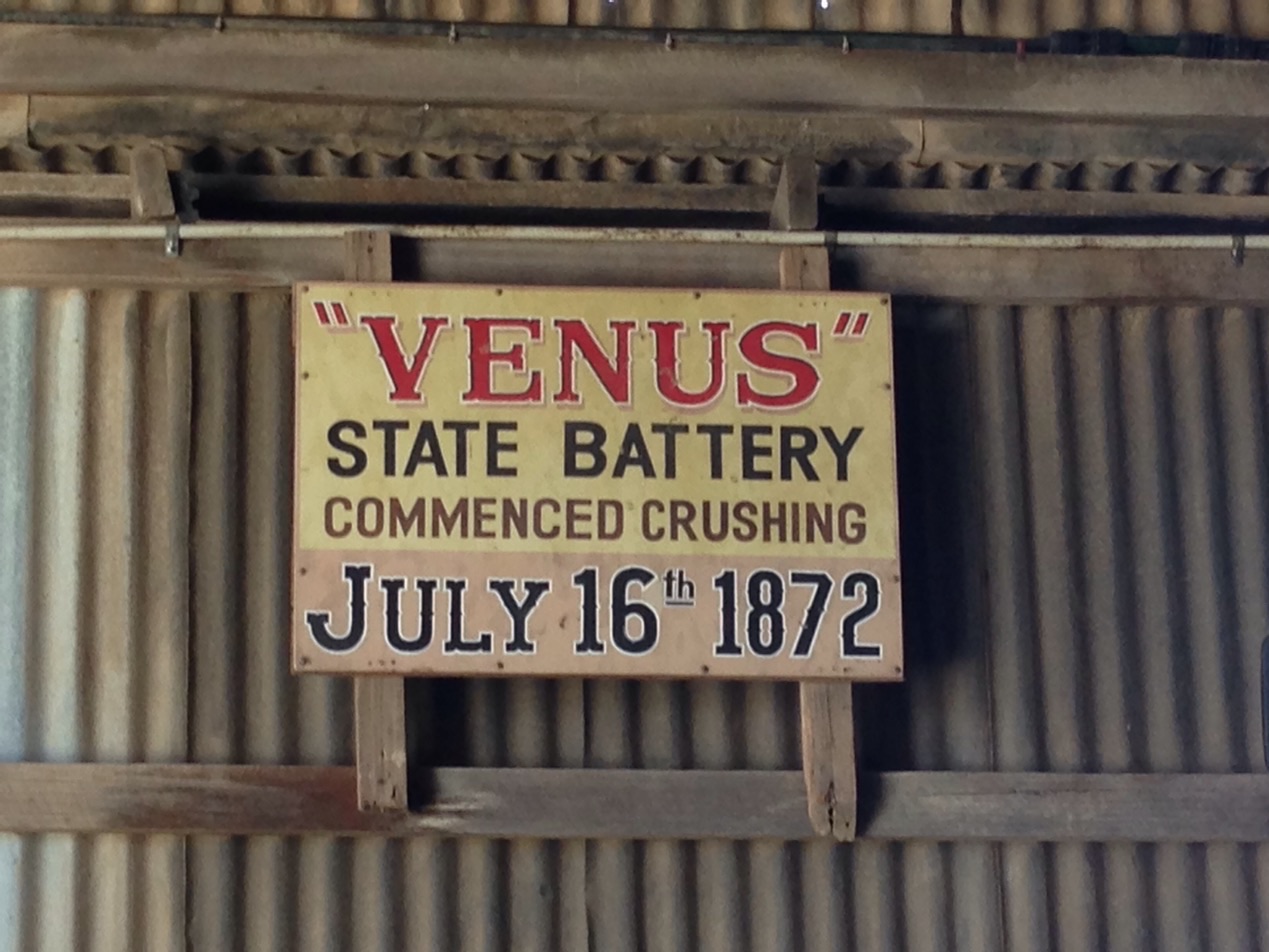 "VENUS"
STATE BATTERY
COMMENCED CRUSHING
JULY 16th 1872